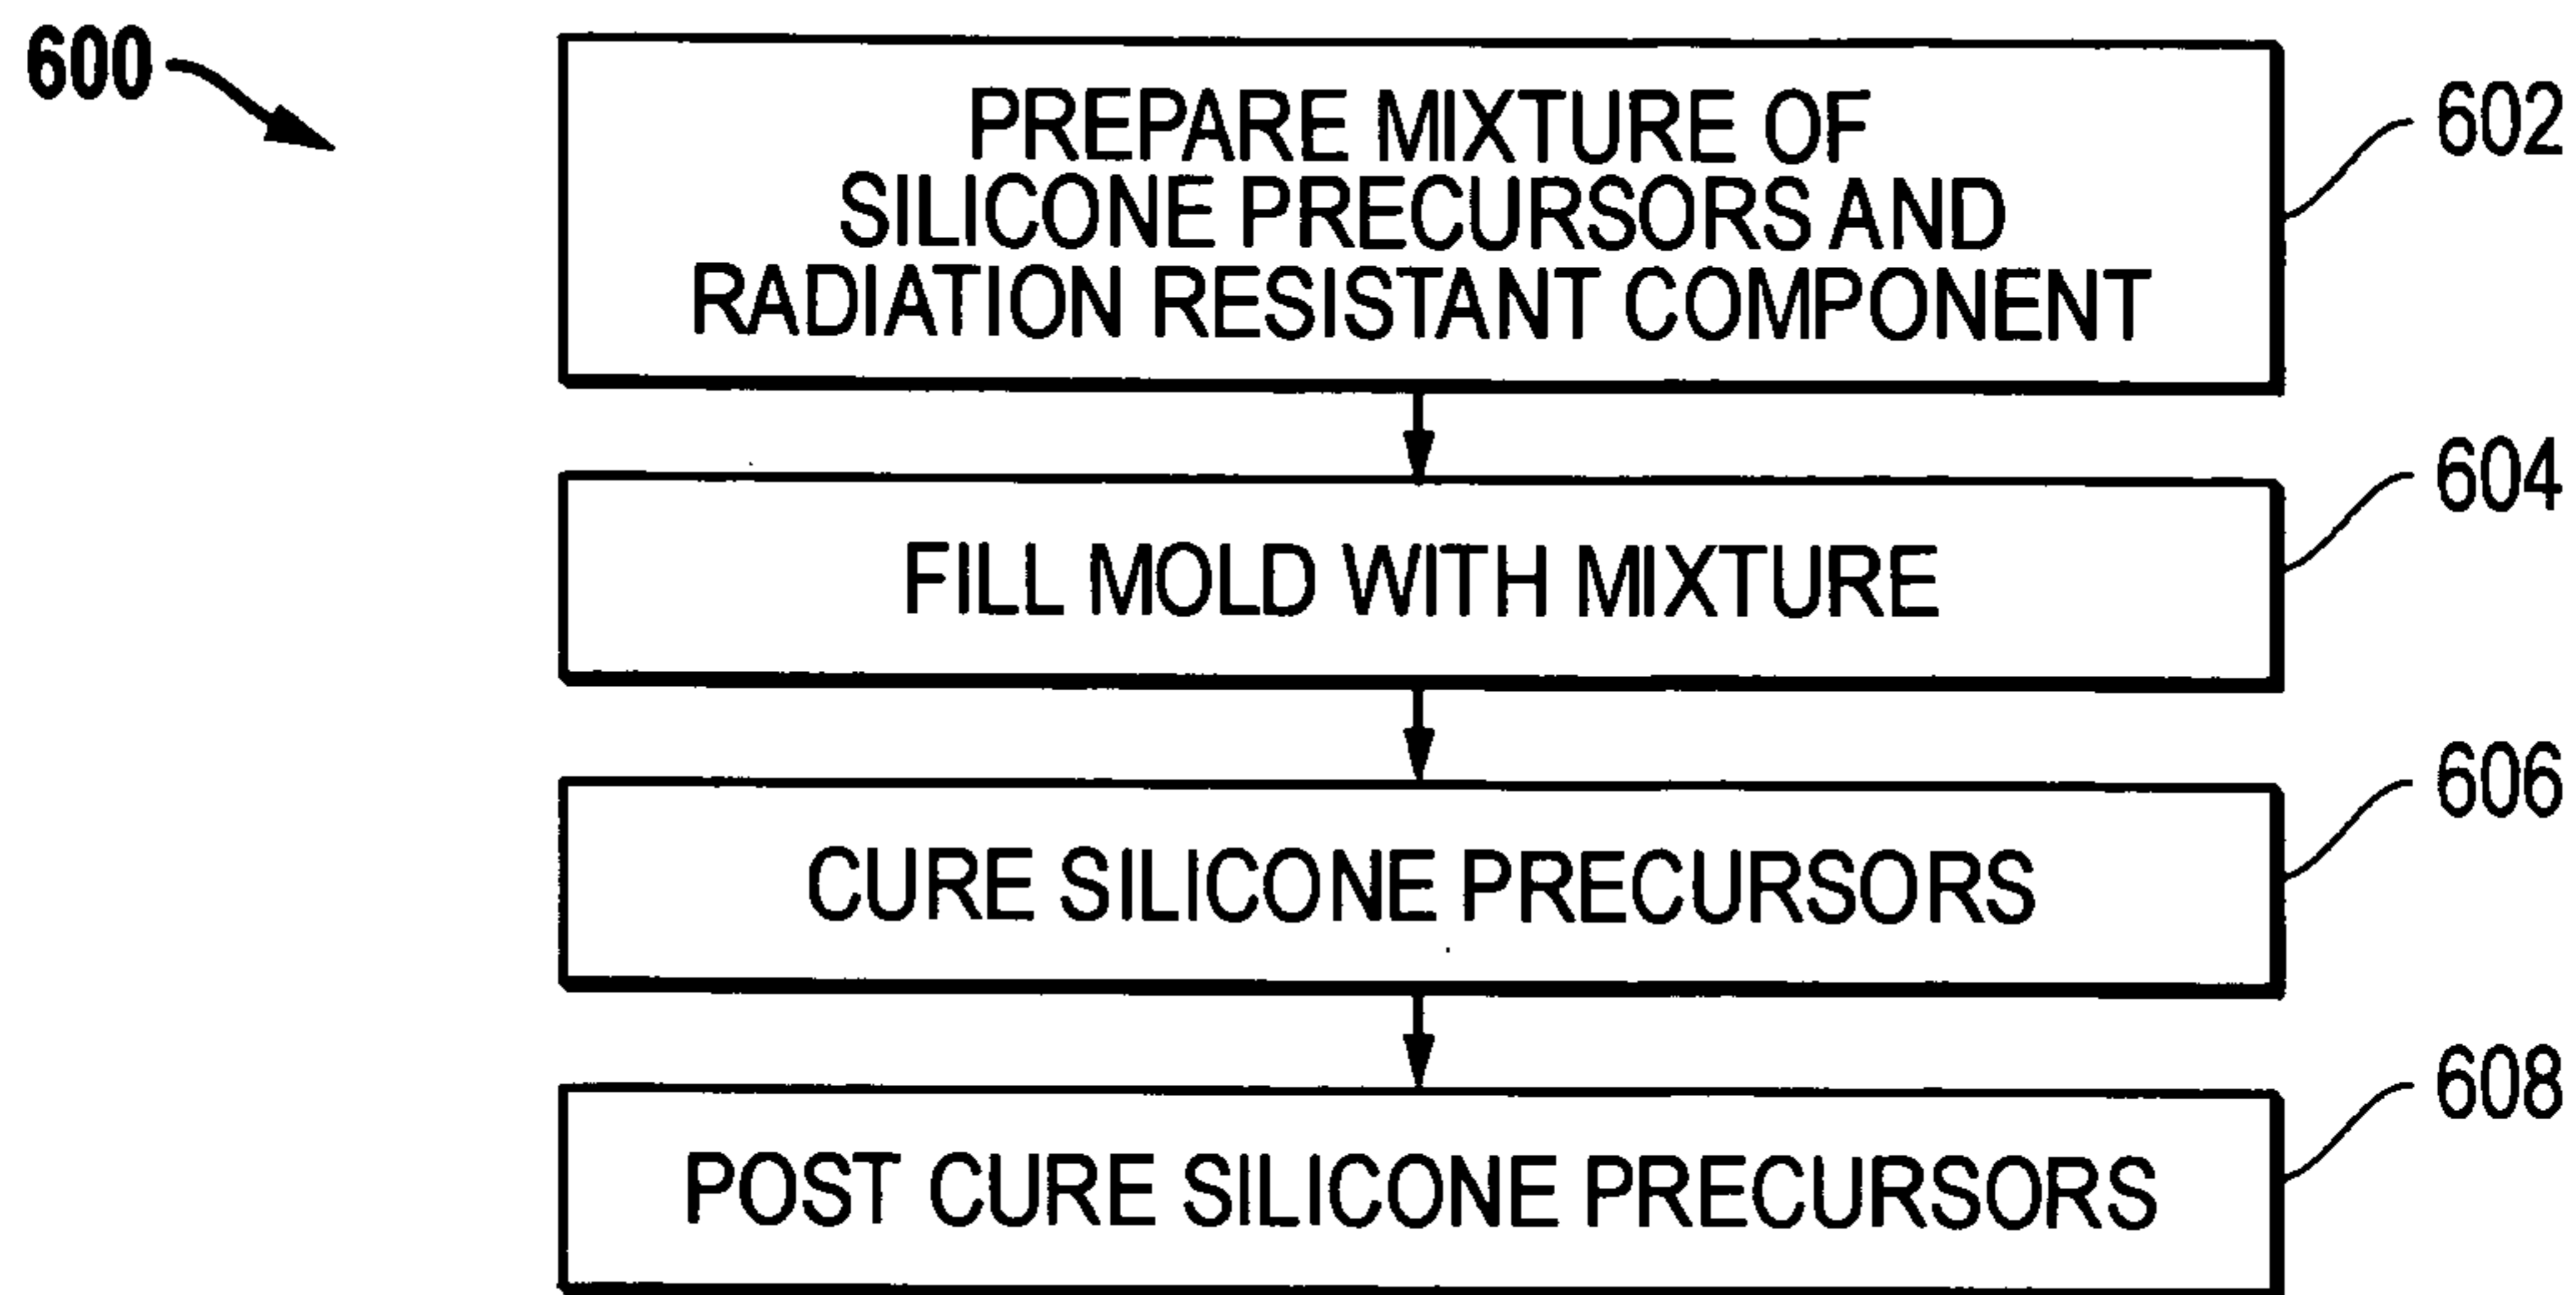 600
PREPARE MIXTURE OF
SILICONE PRECURSORS AND
RADIATION RESISTANT COMPONENT
602
FILL MOLD WITH MIXTURE
604
CURE SILICONE PRECURSORS
606
POST CURE SILICONE PRECURSORS
608